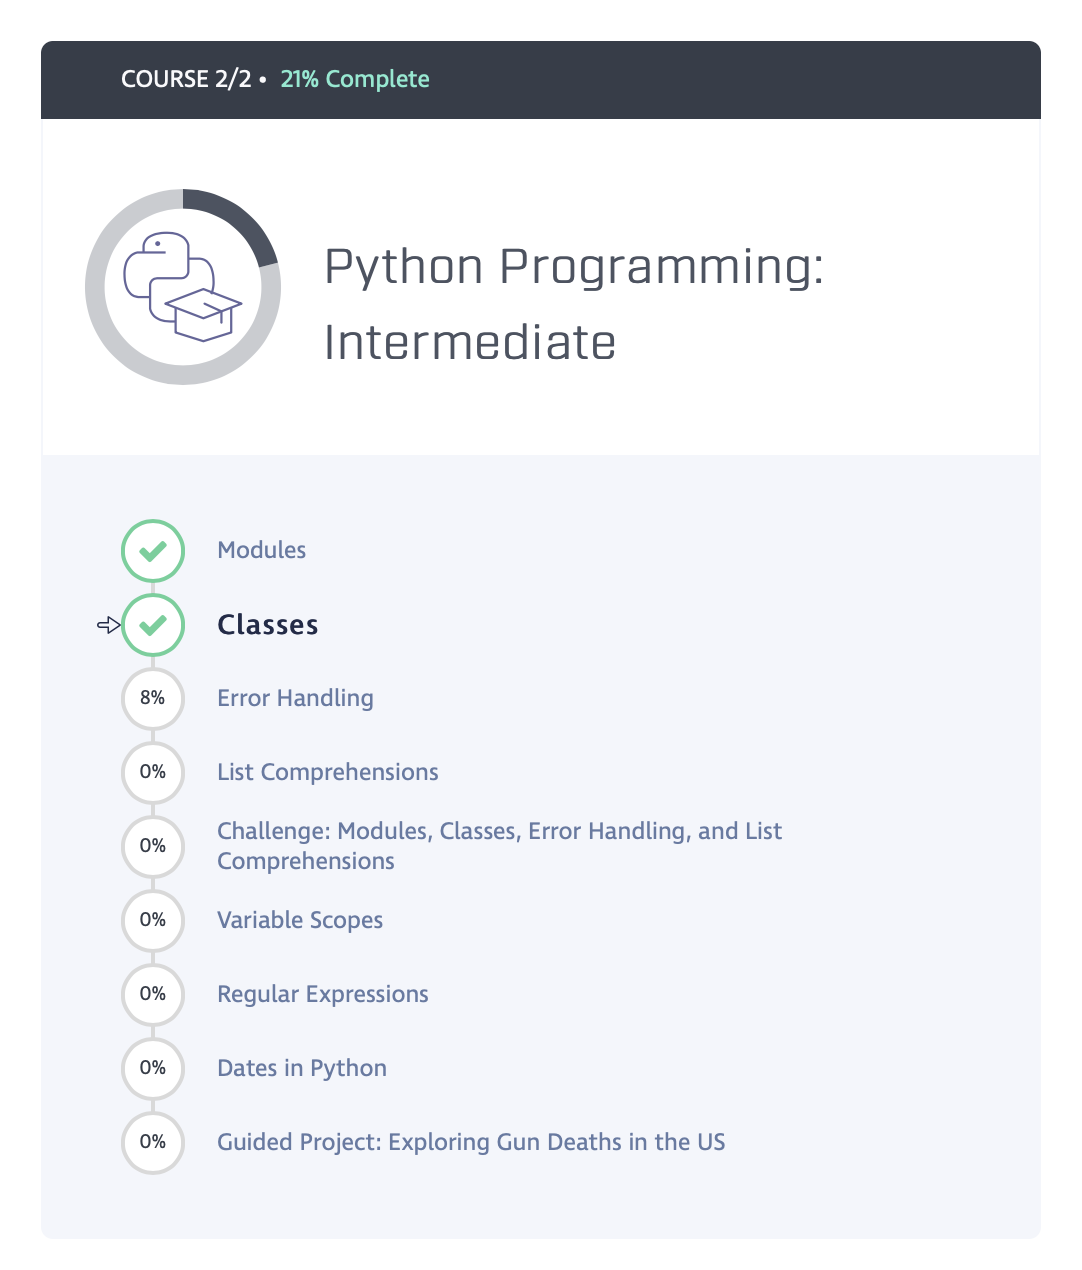 COURSE 2/2 • 21% Complete
Python Programming:
Intermediate
Modules
Classes
8% Error Handling
0% List Comprehensions
0% Challenge: Modules, Classes, Error Handling, and List
Comprehensions
0% Variable Scopes
0% Regular Expressions
0% Dates in Python
0% Guided Project: Exploring Gun Deaths in the US